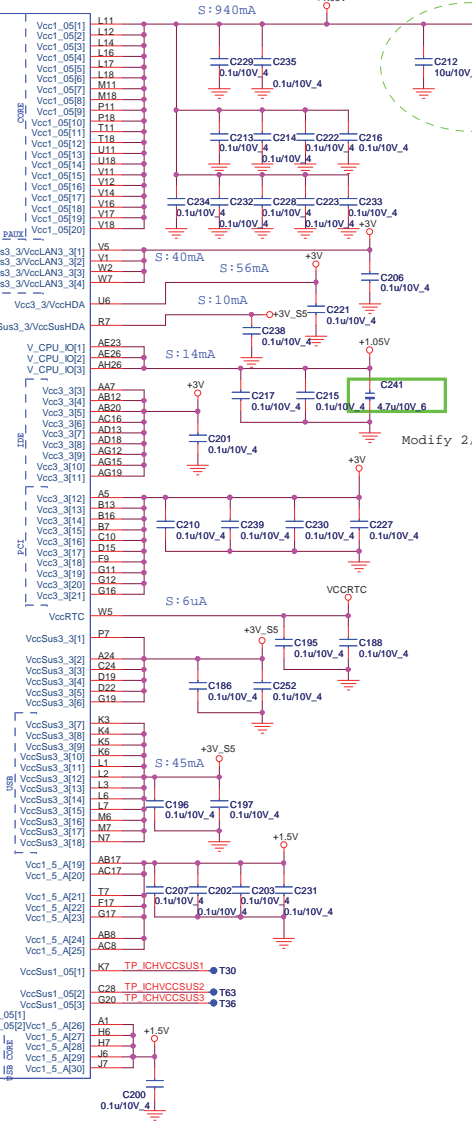 S:940mA
Vcc1_05[1] L11
Vcc1_05[2] L12
Vcc1_05[3] L14
Vcc1_05[4] L16
Vcc1_05[5] L17
Vcc1_05[6] L18
Vcc1_05[7] M11
Vcc1_05[8] M18
Vcc1_05[9] P11
Vcc1_05[10] P18
Vcc1_05[11] T11
Vcc1_05[12] T18
Vcc1_05[13] U11
Vcc1_05[14] U18
Vcc1_05[15] V11
Vcc1_05[16] V12
Vcc1_05[17] V14
Vcc1_05[18] V16
Vcc1_05[19] V17
Vcc1_05[20] V18
CORE
C229 0.1u/10V_4
C235 0.1u/10V_4
C212 10u/10V_
C213 0.1u/10V_4
C214 0.1u/10V_4
C222 0.1u/10V_4
C216 0.1u/10V_4
C234 0.1u/10V_4
C232 0.1u/10V_4
C228 0.1u/10V_4
C223 0.1u/10V_4
C233 0.1u/10V_4
PAUX
s3_3/VccLAN3_3[1] V5
s3_3/VccLAN3_3[2] V1
s3_3/VccLAN3_3[3] W2
s3_3/VccLAN3_3[4] W7
S:40mA
+3V
C206 0.1u/10V_4
Vcc3_3/VccHDA U6
S:56mA
+3V
C221 0.1u/10V_4
Sus3_3/VccSusHDA R7
S:10mA
+3V_S5
C238 0.1u/10V_4
V_CPU_IO[1] AE23
V_CPU_IO[2] AE26
V_CPU_IO[3] AH26
S:14mA
+1.05V
C217 0.1u/10V_4
C215 0.1u/10V_4
C241 4.7u/10V_6
Modify 2/
Vcc3_3[3] AA7
Vcc3_3[4] AB12
Vcc3_3[5] AB20
Vcc3_3[6] AC16
Vcc3_3[7] AD13
Vcc3_3[8] AD18
Vcc3_3[9] AG12
Vcc3_3[10] AG15
Vcc3_3[11] AG19
IDE
+3V
C201 0.1u/10V_4
Vcc3_3[12] A5
Vcc3_3[13] B13
Vcc3_3[14] B16
Vcc3_3[15] B7
Vcc3_3[16] C10
Vcc3_3[17] D15
Vcc3_3[18] F9
Vcc3_3[19] G11
Vcc3_3[20] G12
Vcc3_3[21] G16
PCI
+3V
C210 0.1u/10V_4
C239 0.1u/10V_4
C230 0.1u/10V_4
C227 0.1u/10V_4
VccRTC W5
S:6uA
VCCRTC
C195 0.1u/10V_4
C188 0.1u/10V_4
VccSus3_3[1] P7
VccSus3_3[2] A24
VccSus3_3[3] C24
VccSus3_3[4] D19
VccSus3_3[5] D22
VccSus3_3[6] G19
+3V_S5
C186 0.1u/10V_4
C252 0.1u/10V_4
VccSus3_3[7] K3
VccSus3_3[8] K4
VccSus3_3[9] K5
VccSus3_3[10] K6
VccSus3_3[11] L1
VccSus3_3[12] L2
VccSus3_3[13] L3
VccSus3_3[14] L6
VccSus3_3[15] L7
VccSus3_3[16] M6
VccSus3_3[17] M7
VccSus3_3[18] N7
USB
S:45mA
+3V_S5
C196 0.1u/10V_4
C197 0.1u/10V_4
Vcc1_5_A[19] AB17
Vcc1_5_A[20] AC17
Vcc1_5_A[21] T7
Vcc1_5_A[22] F17
Vcc1_5_A[23] G17
Vcc1_5_A[24] AB8
Vcc1_5_A[25] AC8
+1.5V
C207 0.1u/10V_4
C202 0.1u/10V_4
C203 0.1u/10V_4
C231 0.1u/10V_4
VccSus1_05[1] K7 TP_ICHVCCSUS1 T30
VccSus1_05[2] C28 TP_ICHVCCSUS2 T63
VccSus1_05[3] G20 TP_ICHVCCSUS3 T36
_05[1]
_05[2] Vcc1_5_A[26] A1
Vcc1_5_A[27] H6
Vcc1_5_A[28] H7
Vcc1_5_A[29] J6
Vcc1_5_A[30] J7
USB CORE
+1.5V
C200 0.1u/10V_4